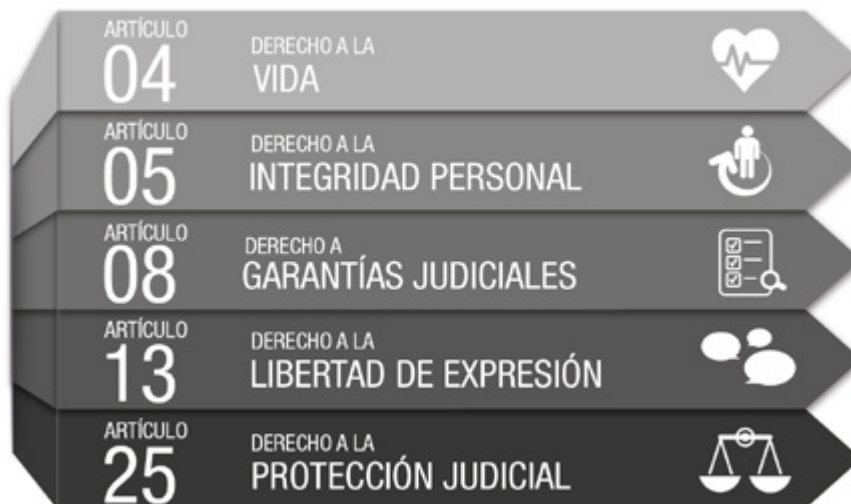 ARTÍCULO
04
DERECHO A LA
VIDA
ARTÍCULO
05
DERECHO A LA
INTEGRIDAD PERSONAL
ARTÍCULO
08
DERECHO A
GARANTÍAS JUDICIALES
ARTÍCULO
13
DERECHO A LA
LIBERTAD DE EXPRESIÓN
ARTÍCULO
25
DERECHO A LA
PROTECCIÓN JUDICIAL